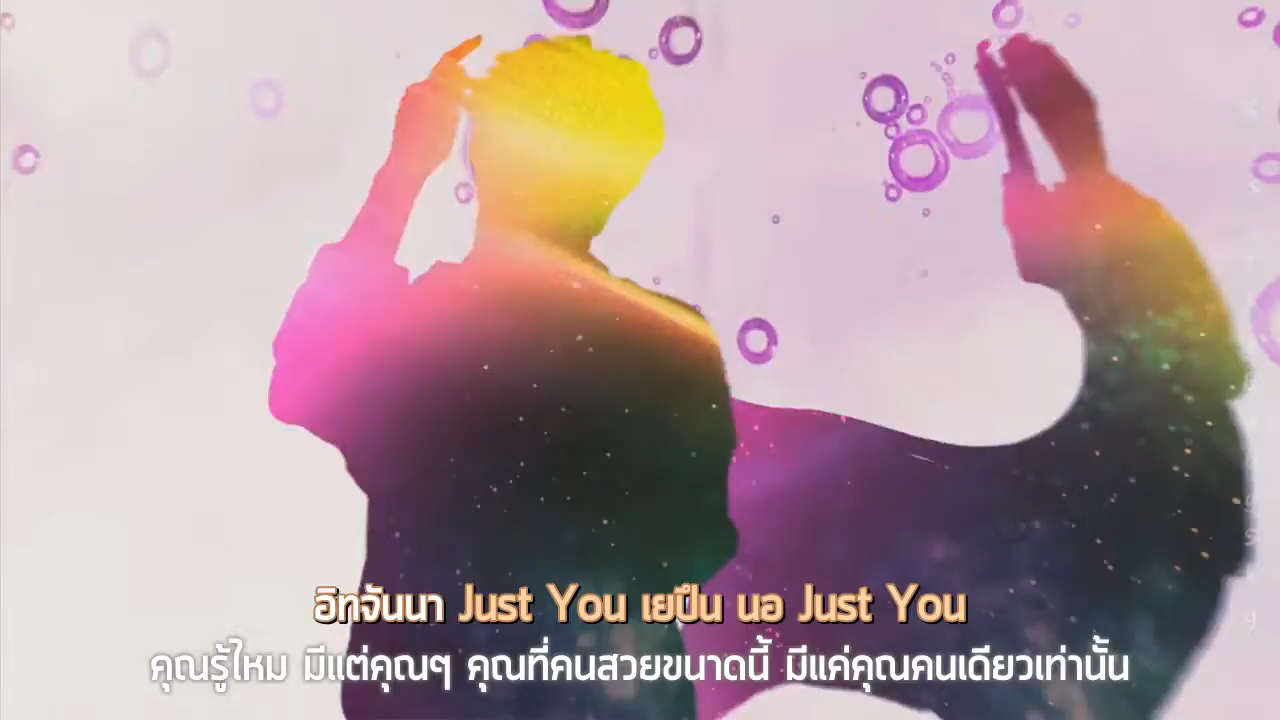 อิทจันนา Just You เยปึน นอ Just You
คุณรู้ไหม มีแต่คุณๆ คุณที่คนสวยขนาดนี้ มีแค่คุณคนเดียวเท่านั้น